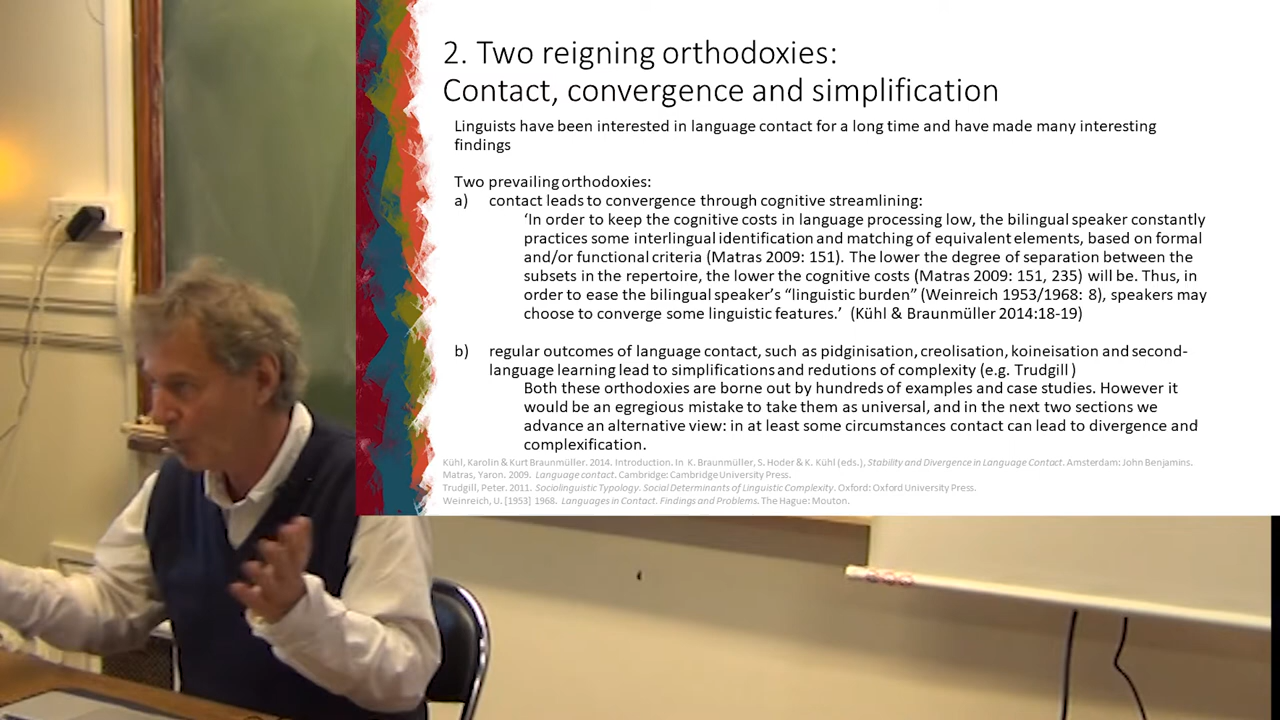 2. Two reigning orthodoxies:
Contact, convergence and simplification
Linguists have been interested in language contact for a long time and have made many interesting
findings
Two prevailing orthodoxies:
a) contact leads to convergence through cognitive streamlining:
‘In order to keep the cognitive costs in language processing low, the bilingual speaker constantly
practices some interlingual identification and matching of equivalent elements, based on formal
and/or functional criteria (Matras 2009: 151). The lower the degree of separation between the
subsets in the repertoire, the lower the cognitive costs (Matras 2009: 151, 235) will be. Thus, in
order to ease the bilingual speaker’s “linguistic burden” (Weinreich 1953/1968: 8), speakers may
choose to converge some linguistic features.’ (Kühl & Braunmüller 2014:18-19)
b) regular outcomes of language contact, such as pidginisation, creolisation, koineisation and second-
language learning lead to simplifications and redutions of complexity (e.g. Trudgill)
Both these orthodoxies are borne out by hundreds of examples and case studies. However it
would be an egregious mistake to take them as universal, and in the next two sections we
advance an alternative view: in at least some circumstances contact can lead to divergence and
complexification.
Kühl, Karolin & Kurt Braunmüller. 2014. Introduction. In K. Braunmüller, S. Hoder & K. Kühl (eds.), Stability and Divergence in Language Contact. Amsterdam: John Benjamins.
Matras, Yaron. 2009. Language contact. Cambridge: Cambridge University Press.
Trudgill, Peter. 2011. Sociolinguistic Typology. Social Determinants of Linguistic Complexity. Oxford: Oxford University Press.
Weinreich, U. [1953] 1968. Languages in Contact. Findings and Problems. The Hague: Mouton.